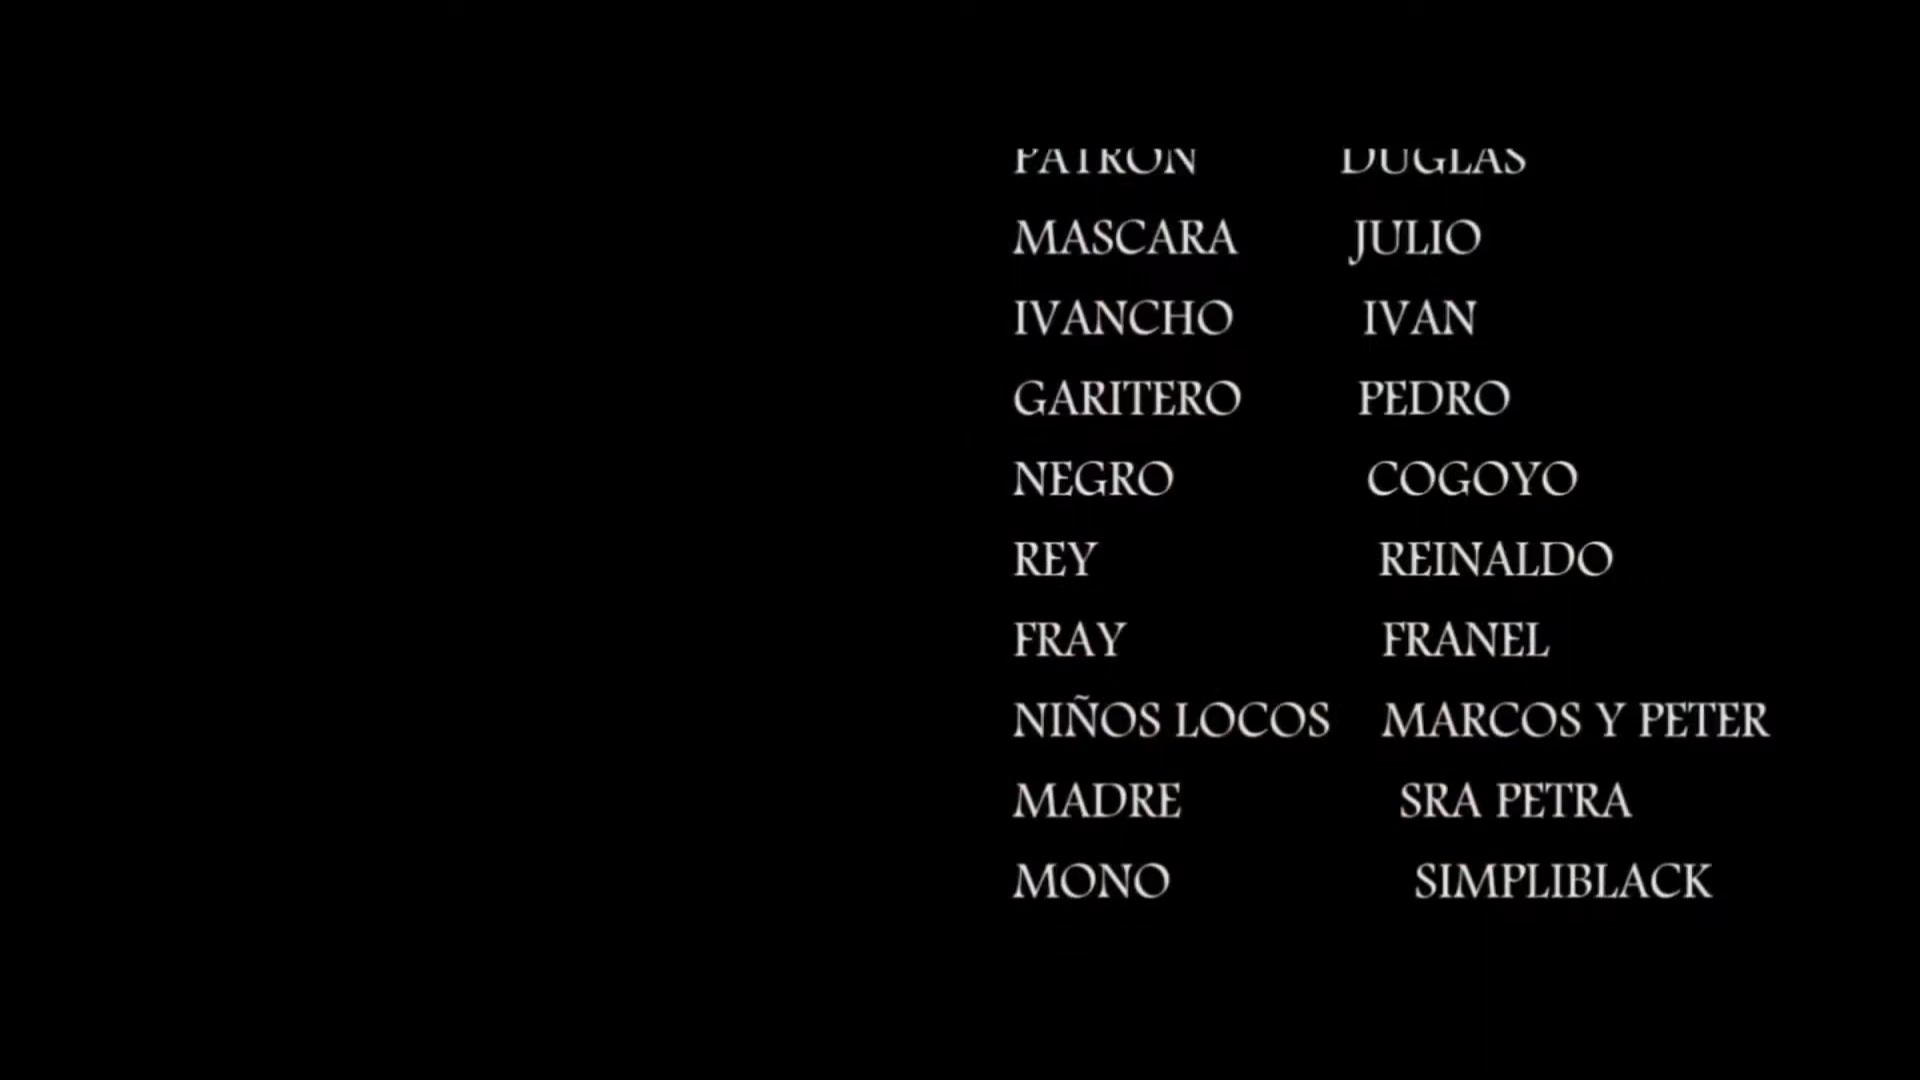 PATRON DUGLAS
MASCARA JULIO
IVANCHO IVAN
GARITERO PEDRO
NEGRO COGOYO
REY REINALDO
FRAY FRANEL
NIÑOS LOCOS MARCOS Y PETER
MADRE SRA PETRA
MONO SIMPLIBLACK